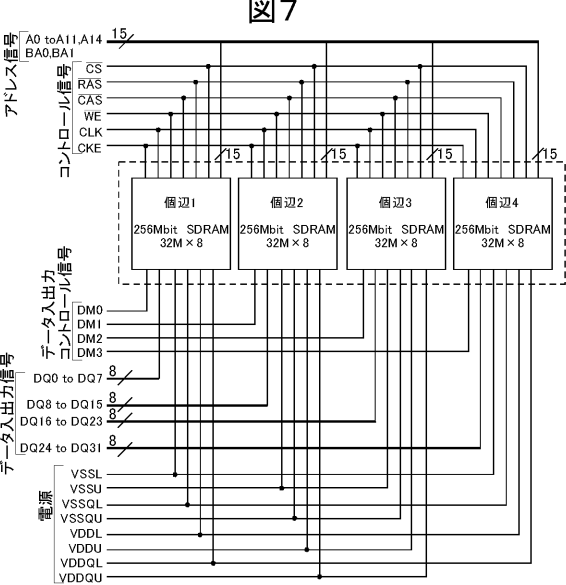 図7
アドレス信号
A0 toA11,A14
BA0,BA1
15
コントロール信号
CS
RAS
CAS
WE
CLK
CKE
15
15
15
15
個辺1
256Mbit SDRAM
32M×8
個辺2
256Mbit SDRAM
32M×8
個辺3
256Mbit SDRAM
32M×8
個辺4
256Mbit SDRAM
32M×8
データ入出力
コントロール信号
DM0
DM1
DM2
DM3
データ入出力信号
DQ0 to DQ7
8
DQ8 to DQ15
8
DQ16 to DQ23
8
DQ24 to DQ31
8
電源
VSSL
VSSU
VSSQL
VSSQU
VDDL
VDDU
VDDQL
VDDQU